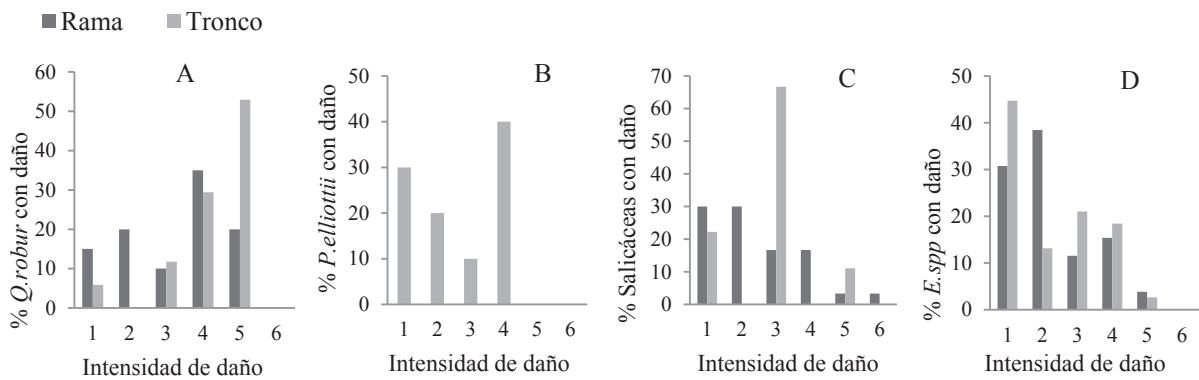 Rama Tronco
A
% Q.robur con daño
60
50
40
30
20
10
0
1 2 3 4 5 6
Intensidad de daño
B
% P.elliottii con daño
50
40
30
20
10
0
1 2 3 4 5 6
Intensidad de daño
C
% Salicáceas con daño
70
60
50
40
30
20
10
0
1 2 3 4 5 6
Intensidad de daño
D
% E.spp con daño
50
40
30
20
10
0
1 2 3 4 5 6
Intensidad de daño